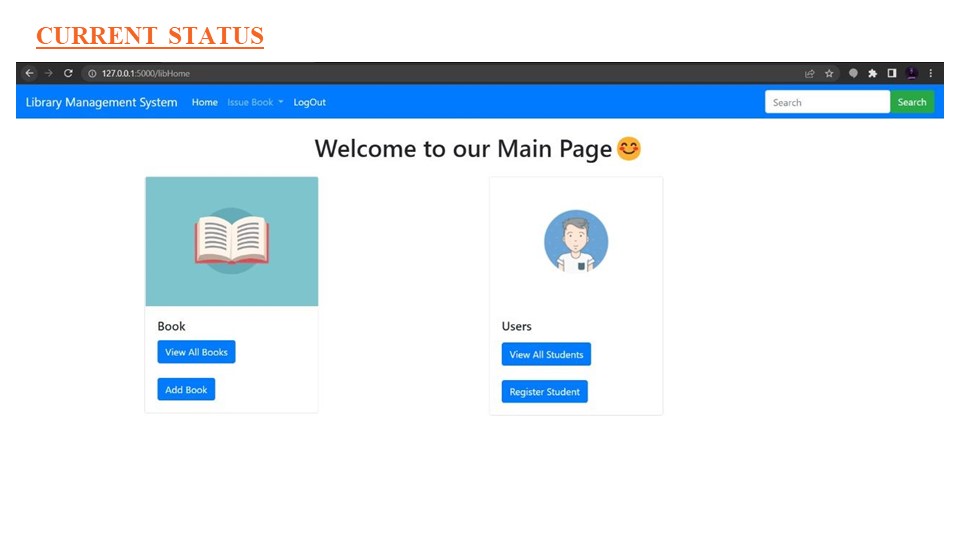 CURRENT STATUS
127.0.0.1:5000/libHome
Library Management System Home Issue Book LogOut Search Search
Welcome to our Main Page😊
Book
View All Books
Add Book
Users
View All Students
Register Student